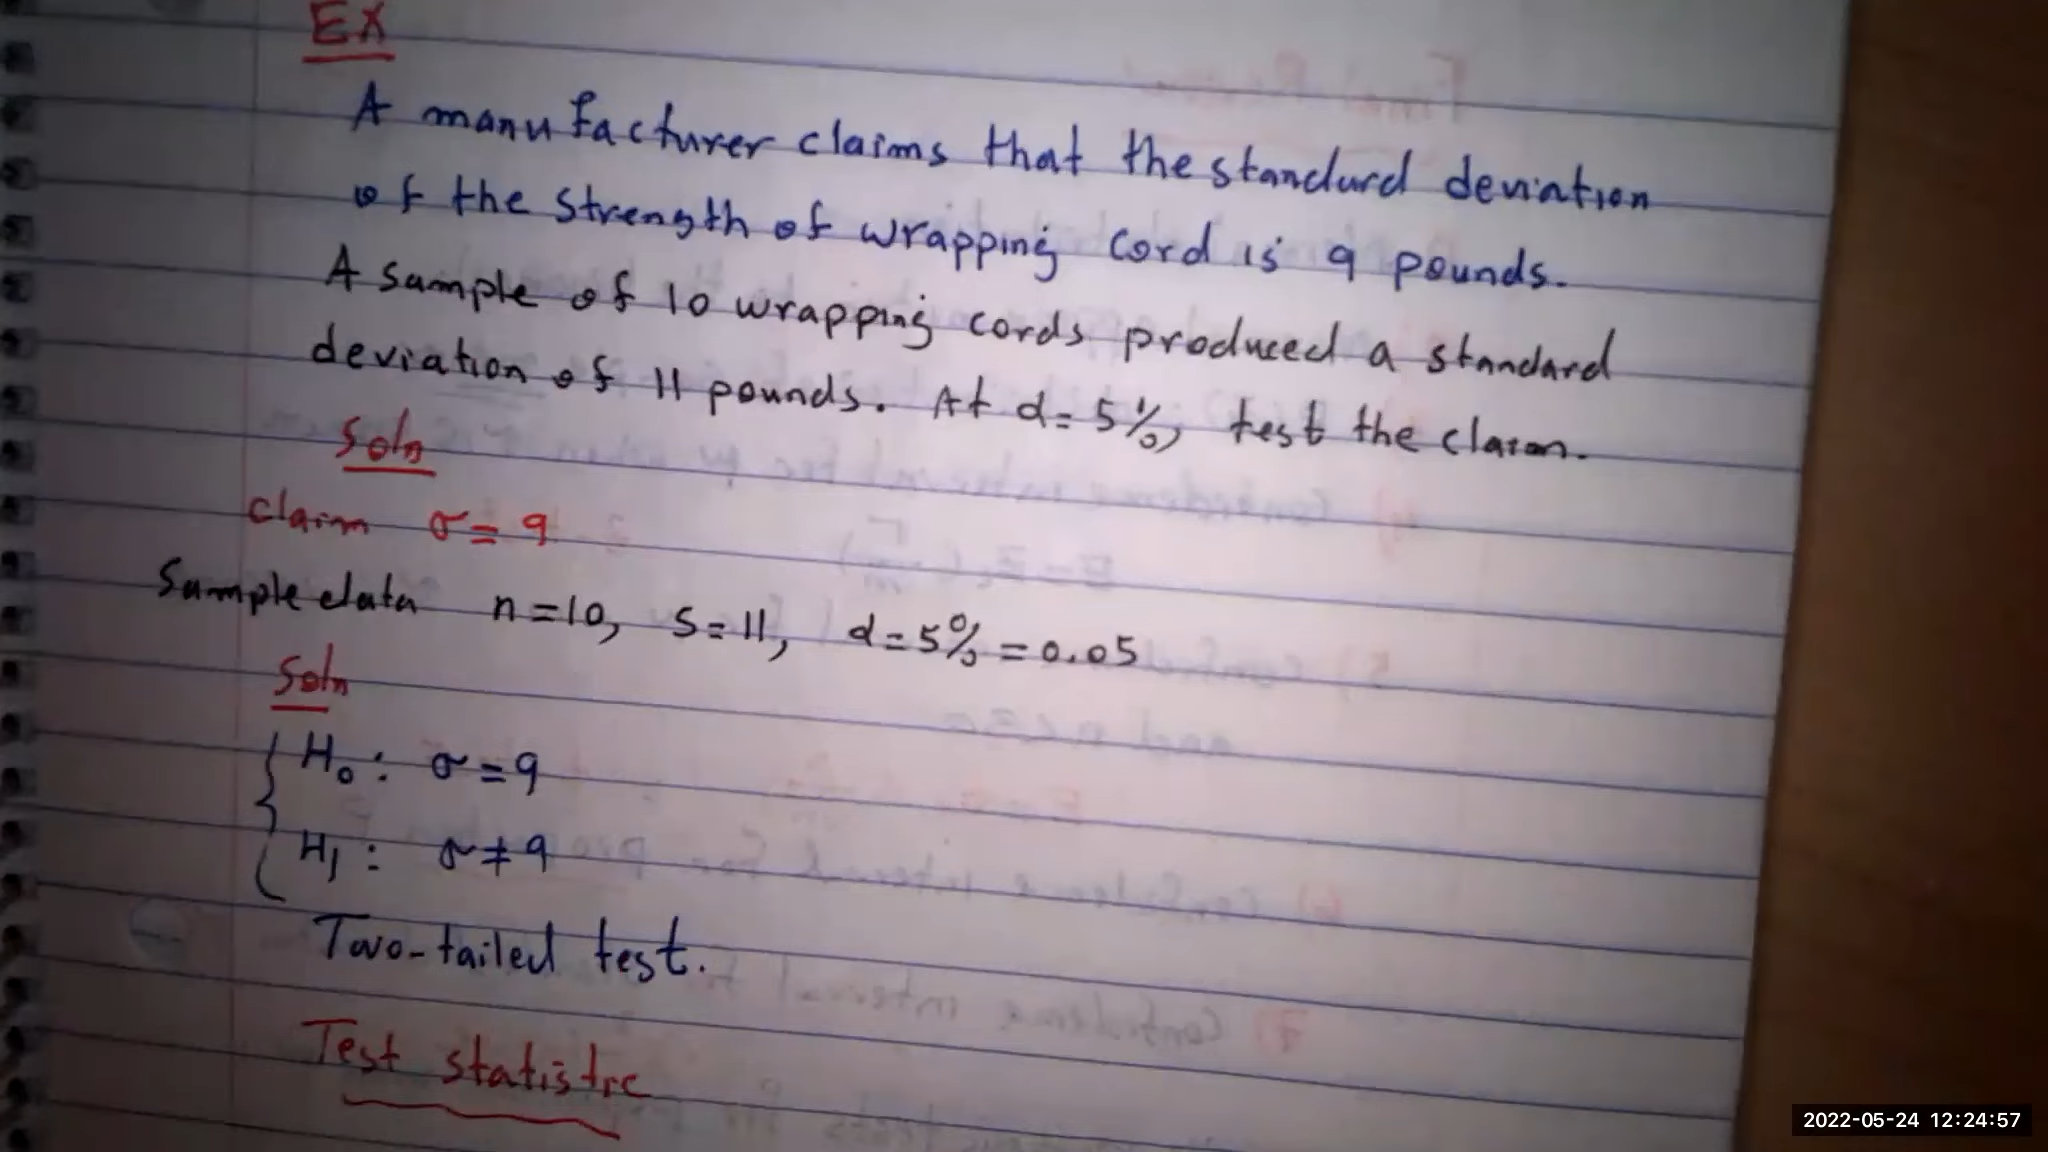 EX
A manufacturer claims that the standard deviation
of the strength of wrapping cord is 9 pounds.
A sample of 10 wrapping cords produced a standard
deviation of 11 pounds. At α = 5%, test the claim.
Soln
claim σ = 9
Sample data n = 10, s = 11, α = 5% = 0.05
Soln
H₀: σ = 9
H₁: σ ≠ 9
Two-tailed test.
Test statistic
2022-05-24 12:24:57